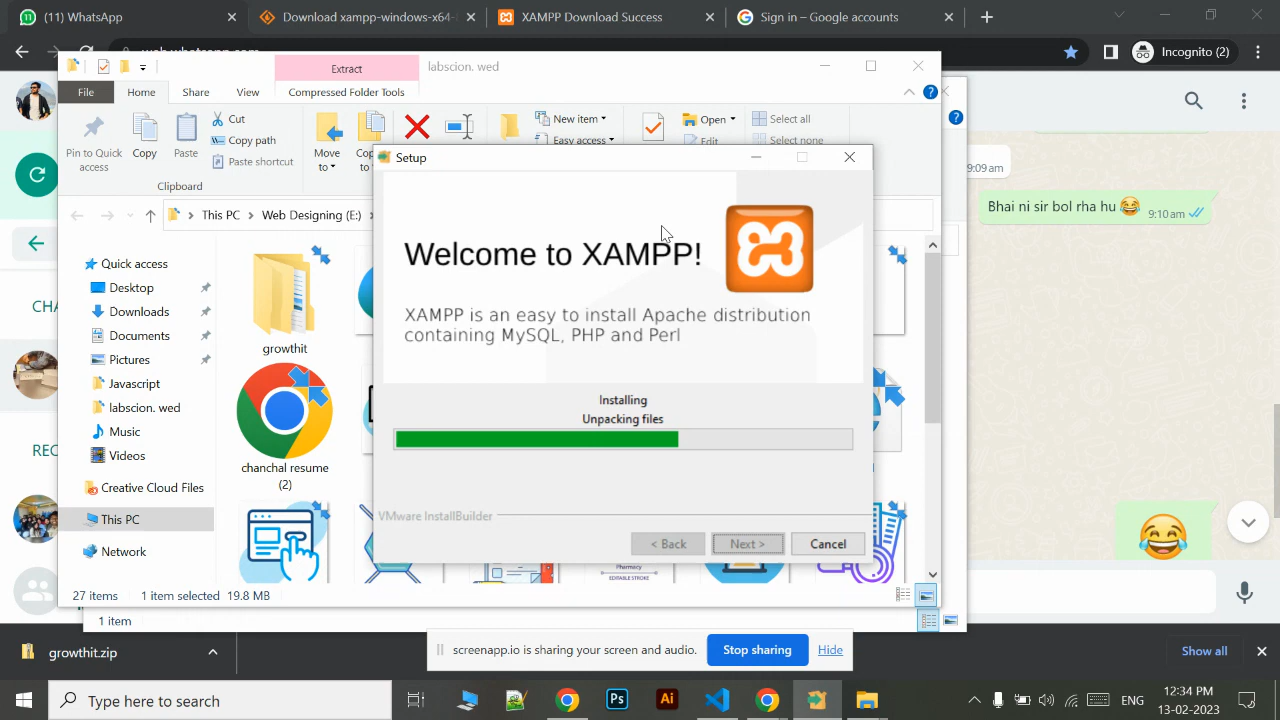 (11) WhatsApp
Download xampp-windows-x64-
XAMPP Download Success
Sign in – Google accounts
Incognito (2)
Extract
labscion. wed
File
Home
Share
View
Compressed Folder Tools
Pin to Quick access
Copy
Paste
Cut
Copy path
Paste shortcut
Clipboard
Move to
New item
Easy access
Open
Edit
Select all
Select none
This PC
Web Designing (E:)
Quick access
Desktop
Downloads
Documents
Pictures
Javascript
labscion. wed
Music
Videos
Creative Cloud Files
This PC
Network
growthit
chanchal resume
(2)
Pharmacy
EDITABLE STROKE
27 items
1 item selected
19.8 MB
1 item
Setup
Welcome to XAMPP!
XAMPP is an easy to install Apache distribution
containing MySQL, PHP and Perl
Installing
Unpacking files
VMware InstallBuilder
< Back
Next >
Cancel
9:09 am
Bhai ni sir bol rha hu 😂
9:10 am
screenapp.io is sharing your screen and audio.
Stop sharing
Hide
growthit.zip
Show all
Type here to search
Ps
Ai
ENG
12:34 PM
13-02-2023